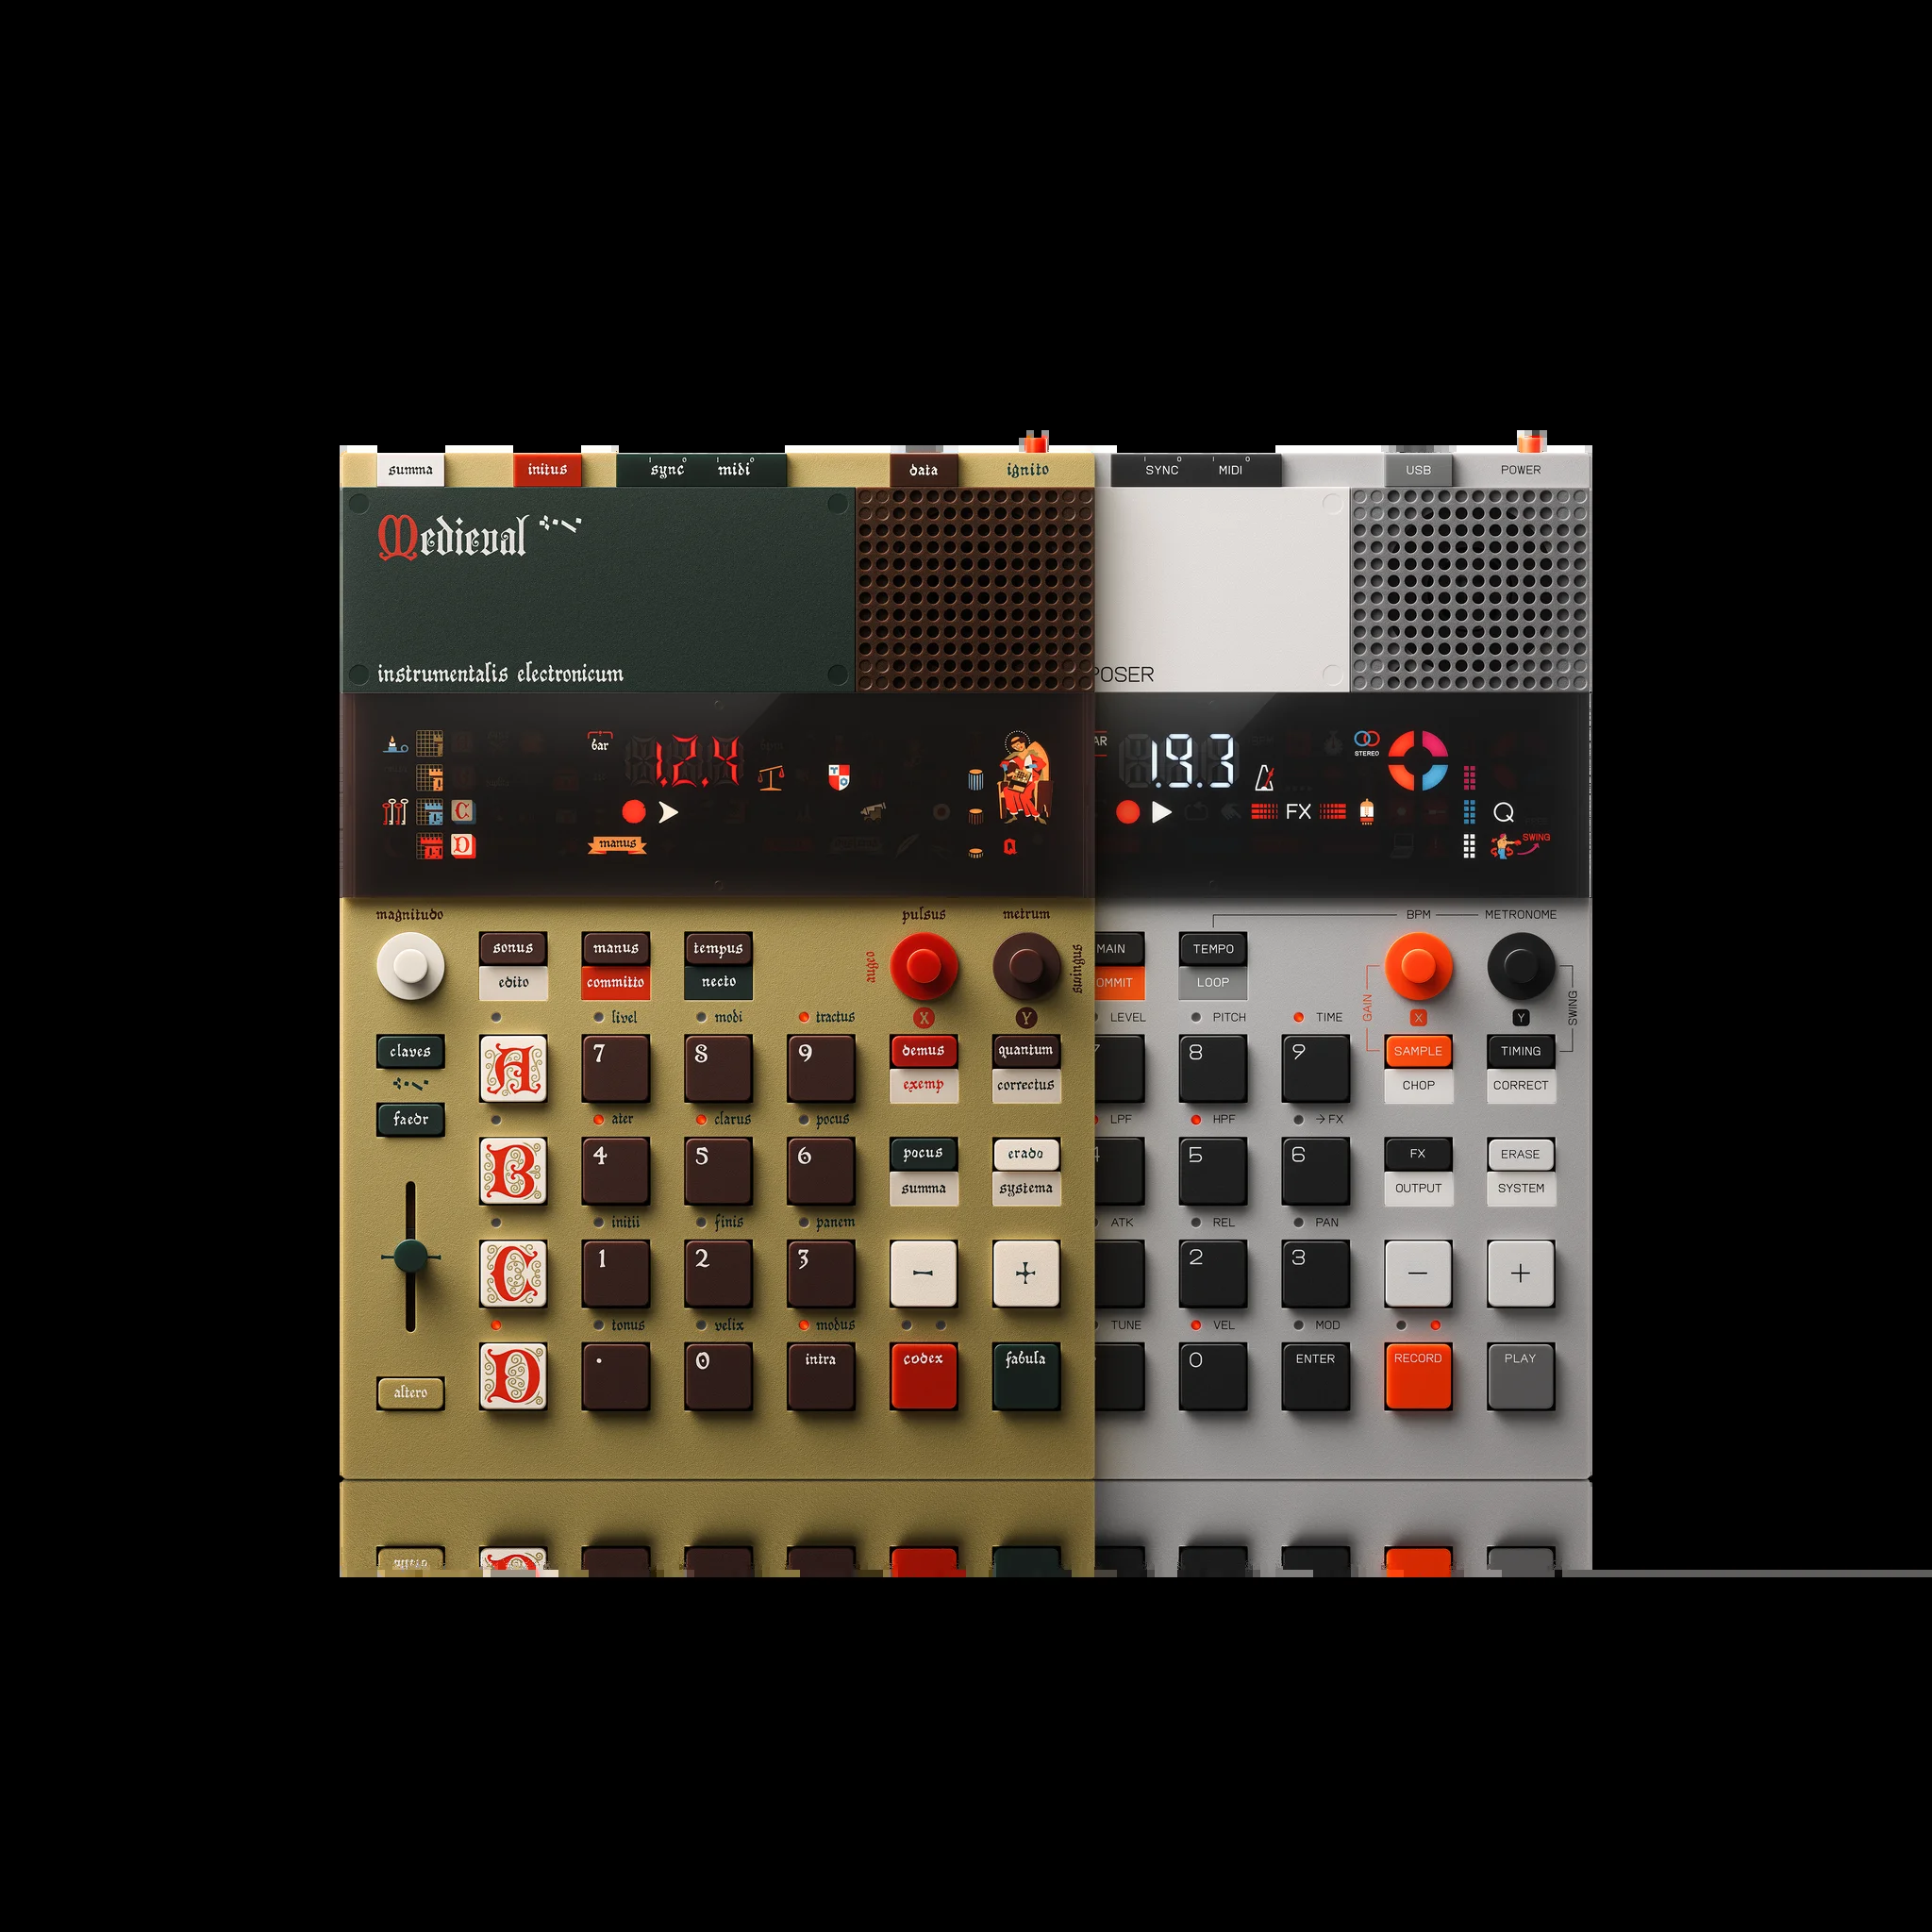 summa initus sync midi data ignito
SYNC MIDI USB POWER
Medieval
instrumentalis electronicum
POSER
bar 12.4
C
D
manus
Q
AR 19.3
STEREO
FX
Q
SWING
magnitudo pulsus metrum
sonus manus tempus
edito committo necto
augeo
swingus
livel modi tractus X Y
claves
A 7 8 9 demus quantum
exemp correctus
faedr
ater clarus pocus
B 4 5 6 pocus erado
summa systema
initii finis panem
C 1 2 3 - +
tonus velix modus
altero
D . 0 intra codex fabula
BPM METRONOME
MAIN TEMPO
OMMIT LOOP
GAIN
SWING
LEVEL PITCH TIME X Y
7 8 9 SAMPLE TIMING
CHOP CORRECT
LPF HPF →FX
4 5 6 FX ERASE
OUTPUT SYSTEM
ATK REL PAN
2 3 - +
TUNE VEL MOD
0 ENTER RECORD PLAY